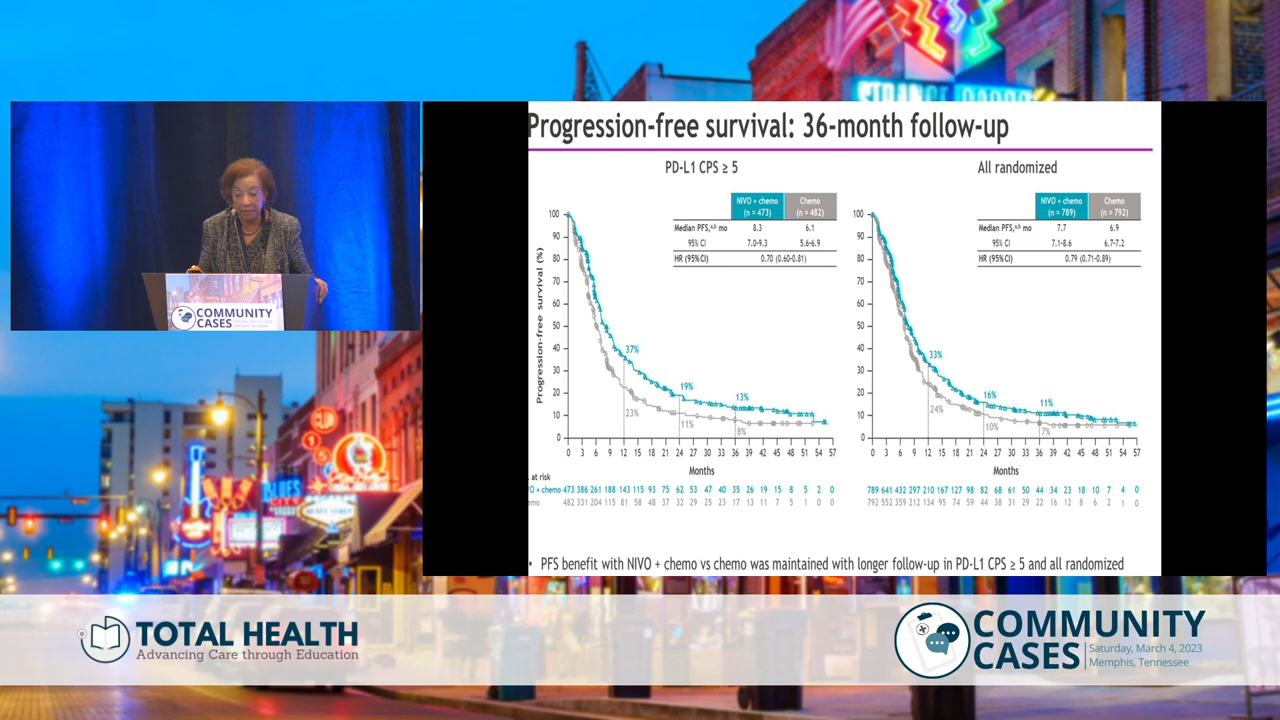 Progression-free survival: 36-month follow-up
PD-L1 CPS ≥ 5
NIVO + chemo
(n = 473)
Chemo
(n = 482)
Median PFS,a,b mo 8.3 6.1
95% CI 7.0-9.3 5.6-6.9
HR (95%CI) 0.70 (0.60-0.81)
Progression-free survival (%)
100
90
80
70
60
50
40
30
20
10
0
37%
19%
13%
23%
11%
8%
0 3 6 9 12 15 18 21 24 27 30 33 36 39 42 45 48 51 54 57
Months
at risk
+ chemo 473 386 261 188 143 115 93 75 62 53 47 40 35 26 19 15 8 5 2 0
482 331 204 115 81 58 48 37 32 29 25 23 17 13 11 7 5 1 0 0
All randomized
NIVO + chemo
(n = 789)
Chemo
(n = 792)
Median PFS,a,b mo 7.7 6.9
95% CI 7.1-8.6 6.7-7.2
HR (95%CI) 0.79 (0.71-0.89)
100
90
80
70
60
50
40
30
20
10
0
33%
16%
11%
24%
10%
7%
0 3 6 9 12 15 18 21 24 27 30 33 36 39 42 45 48 51 54 57
Months
789 641 432 297 210 167 127 98 82 68 61 50 44 34 23 18 10 7 4 0
792 552 359 212 134 95 74 59 44 38 31 29 22 16 12 8 6 2 1 0
• PFS benefit with NIVO + chemo vs chemo was maintained with longer follow-up in PD-L1 CPS ≥ 5 and all randomized
COMMUNITY
CASES
BLUES
TOTAL HEALTH
Advancing Care through Education
COMMUNITY
CASES
Saturday, March 4, 2023
Memphis, Tennessee